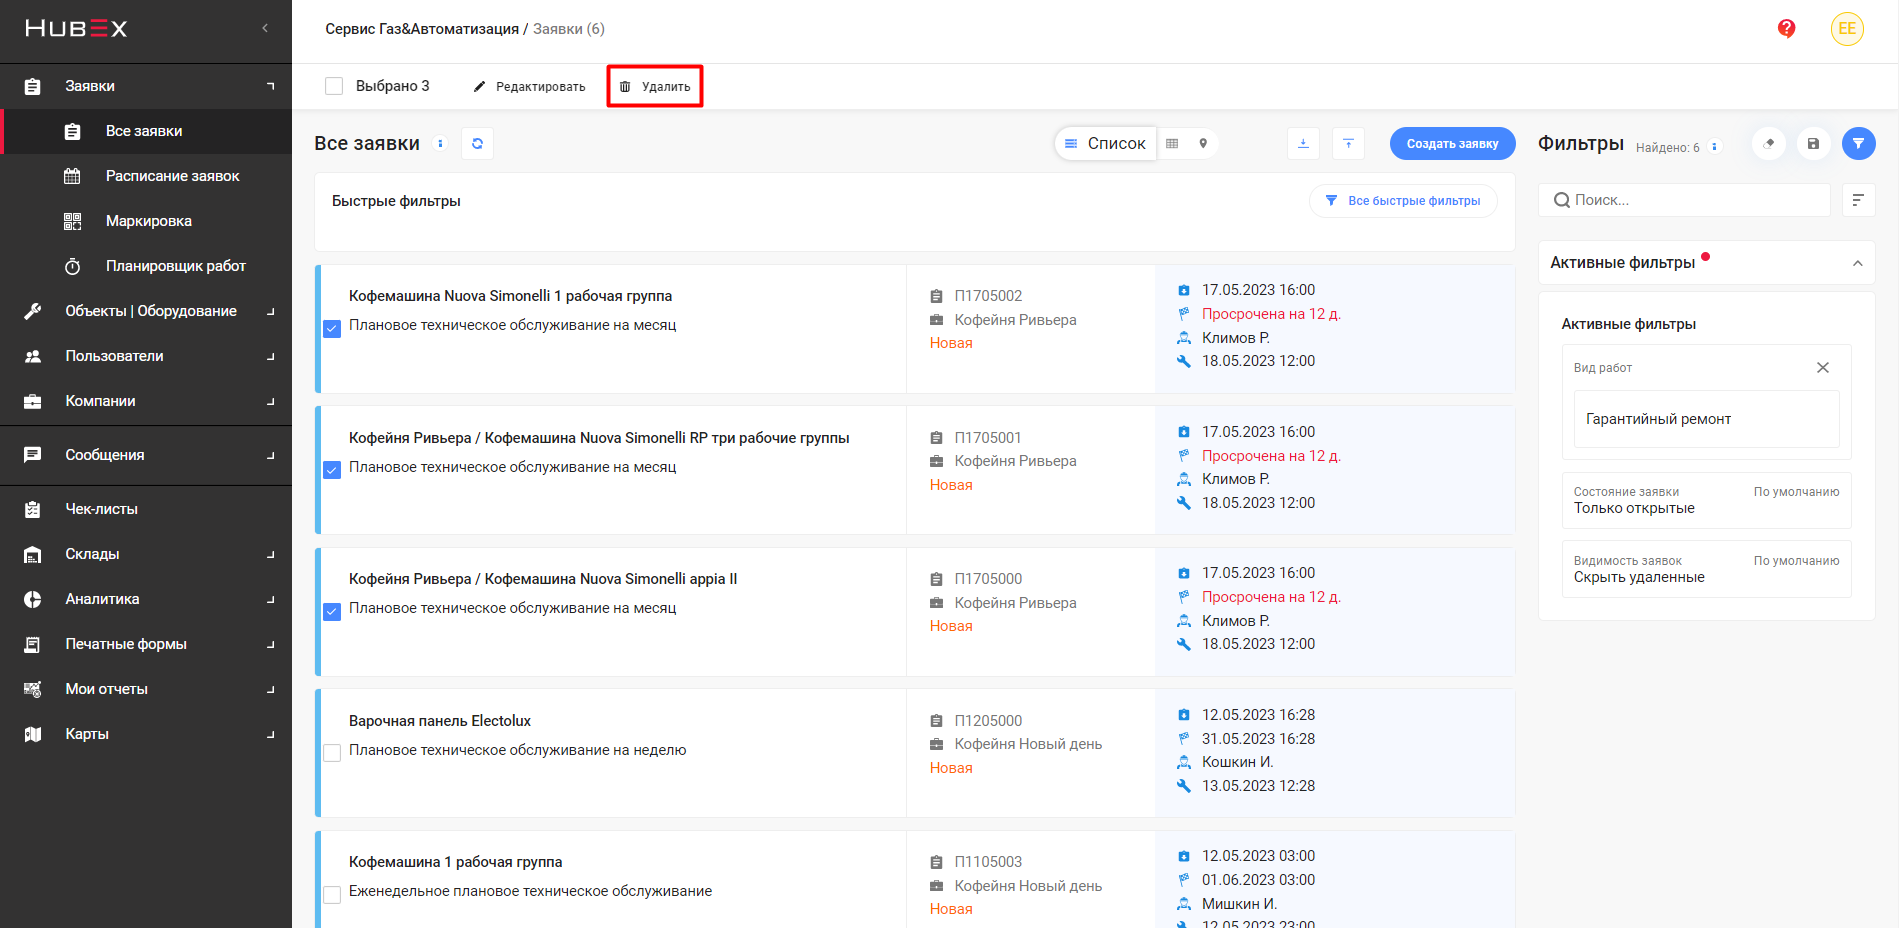 HUBEX
Заявки
Все заявки
Расписание заявок
Маркировка
Планировщик работ
Объекты | Оборудование
Пользователи
Компании
Сообщения
Чек-листы
Склады
Аналитика
Печатные формы
Мои отчеты
Карты
Сервис Газ&Автоматизация / Заявки (6)
EE
Выбрано 3
Редактировать
Удалить
Все заявки
Список
Создать заявку
Быстрые фильтры
Все быстрые фильтры
Кофемашина Nuova Simonelli 1 рабочая группа
Плановое техническое обслуживание на месяц
П1705002
Кофейня Ривьера
Новая
17.05.2023 16:00
Просрочена на 12 д.
Климов Р.
18.05.2023 12:00
Кофейня Ривьера / Кофемашина Nuova Simonelli RP три рабочие группы
Плановое техническое обслуживание на месяц
П1705001
Кофейня Ривьера
Новая
17.05.2023 16:00
Просрочена на 12 д.
Климов Р.
18.05.2023 12:00
Кофейня Ривьера / Кофемашина Nuova Simonelli appia II
Плановое техническое обслуживание на месяц
П1705000
Кофейня Ривьера
Новая
17.05.2023 16:00
Просрочена на 12 д.
Климов Р.
18.05.2023 12:00
Варочная панель Electolux
Плановое техническое обслуживание на неделю
П1205000
Кофейня Новый день
Новая
12.05.2023 16:28
31.05.2023 16:28
Кошкин И.
13.05.2023 12:28
Кофемашина 1 рабочая группа
Еженедельное плановое техническое обслуживание
П1105003
Кофейня Новый день
Новая
12.05.2023 03:00
01.06.2023 03:00
Мишкин И.
12.05.2023 23:00
Фильтры Найдено: 6
Поиск...
Активные фильтры
Активные фильтры
Вид работ
Гарантийный ремонт
Состояние заявки По умолчанию
Только открытые
Видимость заявок По умолчанию
Скрыть удаленные